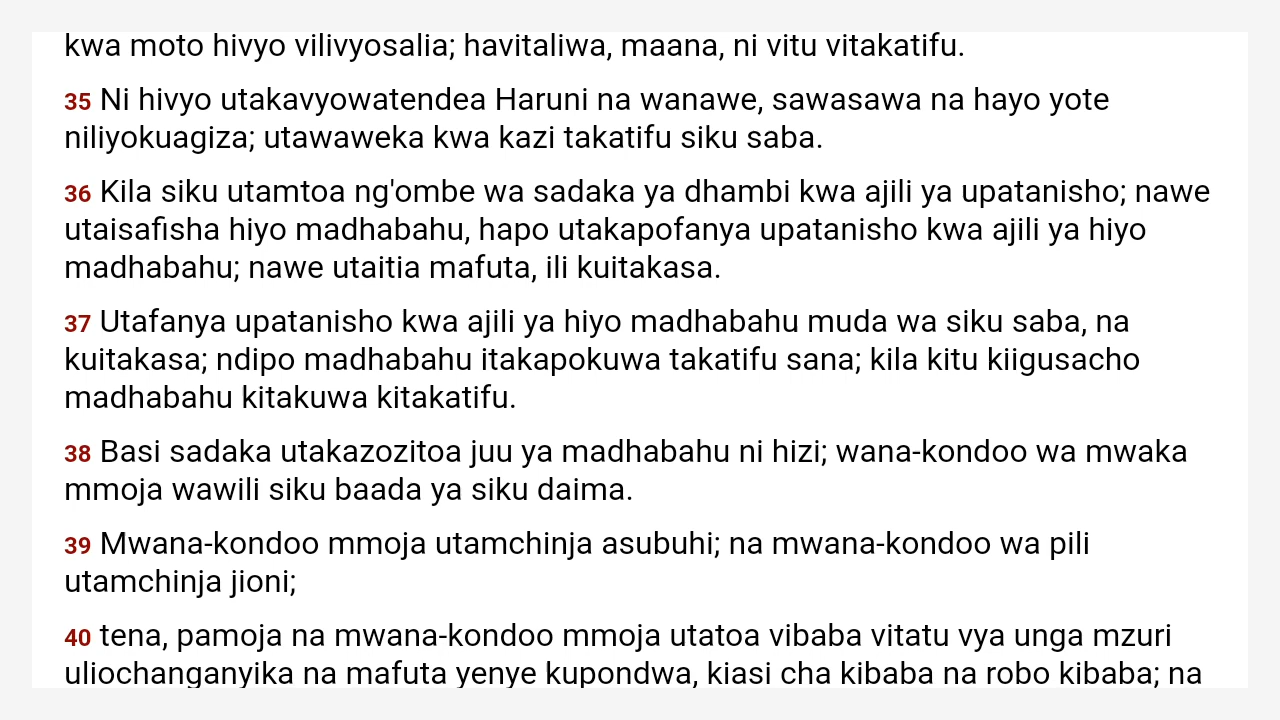 kwa moto hivyo vilivyosalia; havitaliwa, maana, ni vitu vitakatifu.
35 Ni hivyo utakavyowatendea Haruni na wanawe, sawasawa na hayo yote
niliyokuagiza; utawaweka kwa kazi takatifu siku saba.
36 Kila siku utamtoa ng'ombe wa sadaka ya dhambi kwa ajili ya upatanisho; nawe
utaisafisha hiyo madhabahu, hapo utakapofanya upatanisho kwa ajili ya hiyo
madhabahu; nawe utaitia mafuta, ili kuitakasa.
37 Utafanya upatanisho kwa ajili ya hiyo madhabahu muda wa siku saba, na
kuitakasa; ndipo madhabahu itakapokuwa takatifu sana; kila kitu kiigusacho
madhabahu kitakuwa kitakatifu.
38 Basi sadaka utakazozitoa juu ya madhabahu ni hizi; wana-kondoo wa mwaka
mmoja wawili siku baada ya siku daima.
39 Mwana-kondoo mmoja utamchinja asubuhi; na mwana-kondoo wa pili
utamchinja jioni;
40 tena, pamoja na mwana-kondoo mmoja utatoa vibaba vitatu vya unga mzuri
uliochanganyika na mafuta yenye kupondwa, kiasi cha kibaba na robo kibaba; na